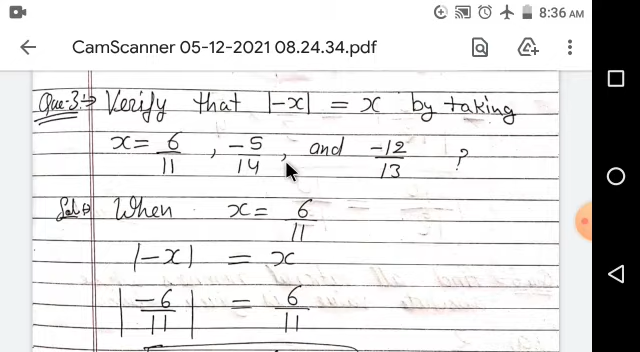 8:36 AM
CamScanner 05-12-2021 08.24.34.pdf
Que-3:→ Verify that |-x| = x by taking
x= 6/11 , -5/14 , and -12/13 ?
Sol:→ When x= 6/11
|-x| = x
|-6/11| = 6/11